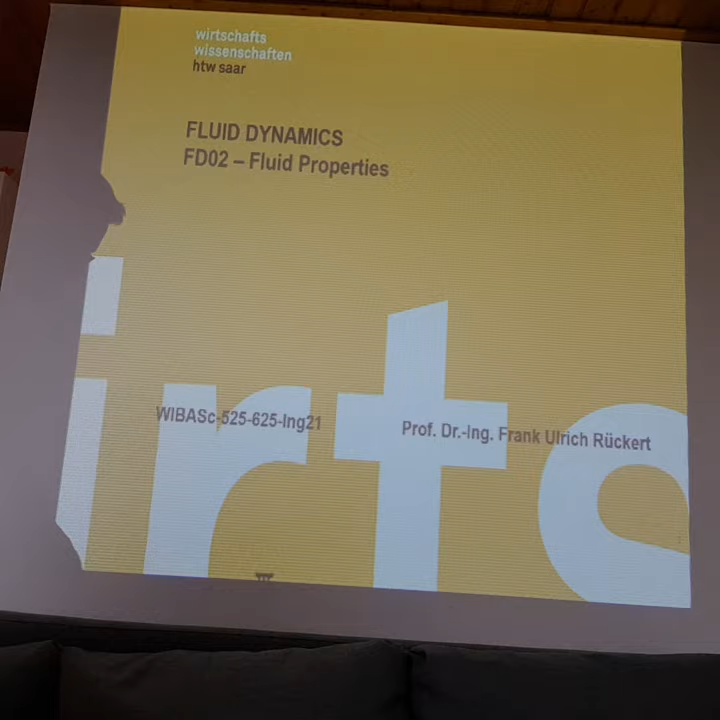 wirtschafts
wissenschaften
htw saar
FLUID DYNAMICS
FD02 – Fluid Properties
irts
WIBASc-525-625-Ing21
Prof. Dr.-Ing. Frank Ulrich Rückert